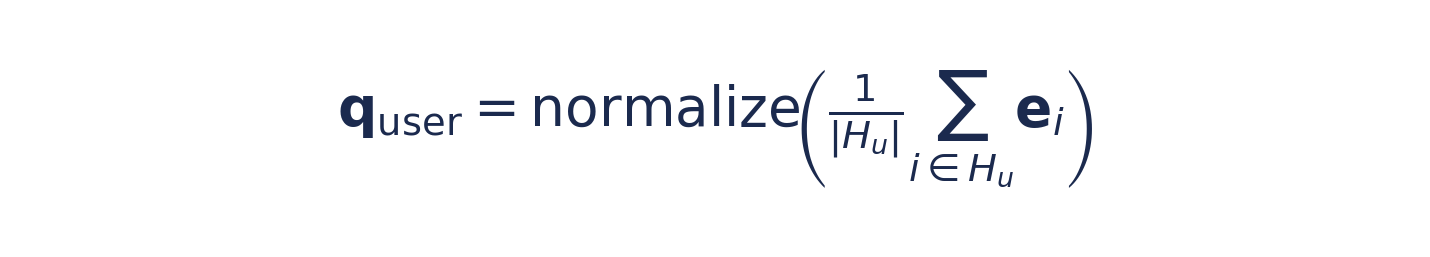 q_user = normalize( 1/|H_u| ∑_{i ∈ H_u} e_i )